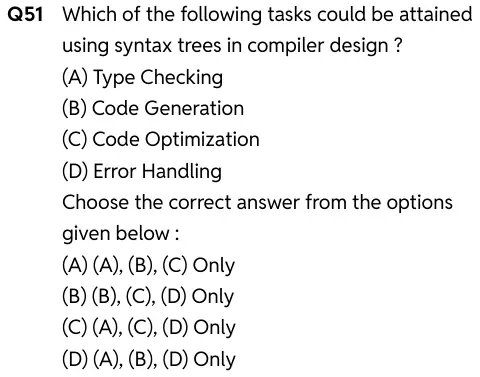 Q51 Which of the following tasks could be attained
using syntax trees in compiler design ?
(A) Type Checking
(B) Code Generation
(C) Code Optimization
(D) Error Handling
Choose the correct answer from the options
given below :
(A) (A), (B), (C) Only
(B) (B), (C), (D) Only
(C) (A), (C), (D) Only
(D) (A), (B), (D) Only